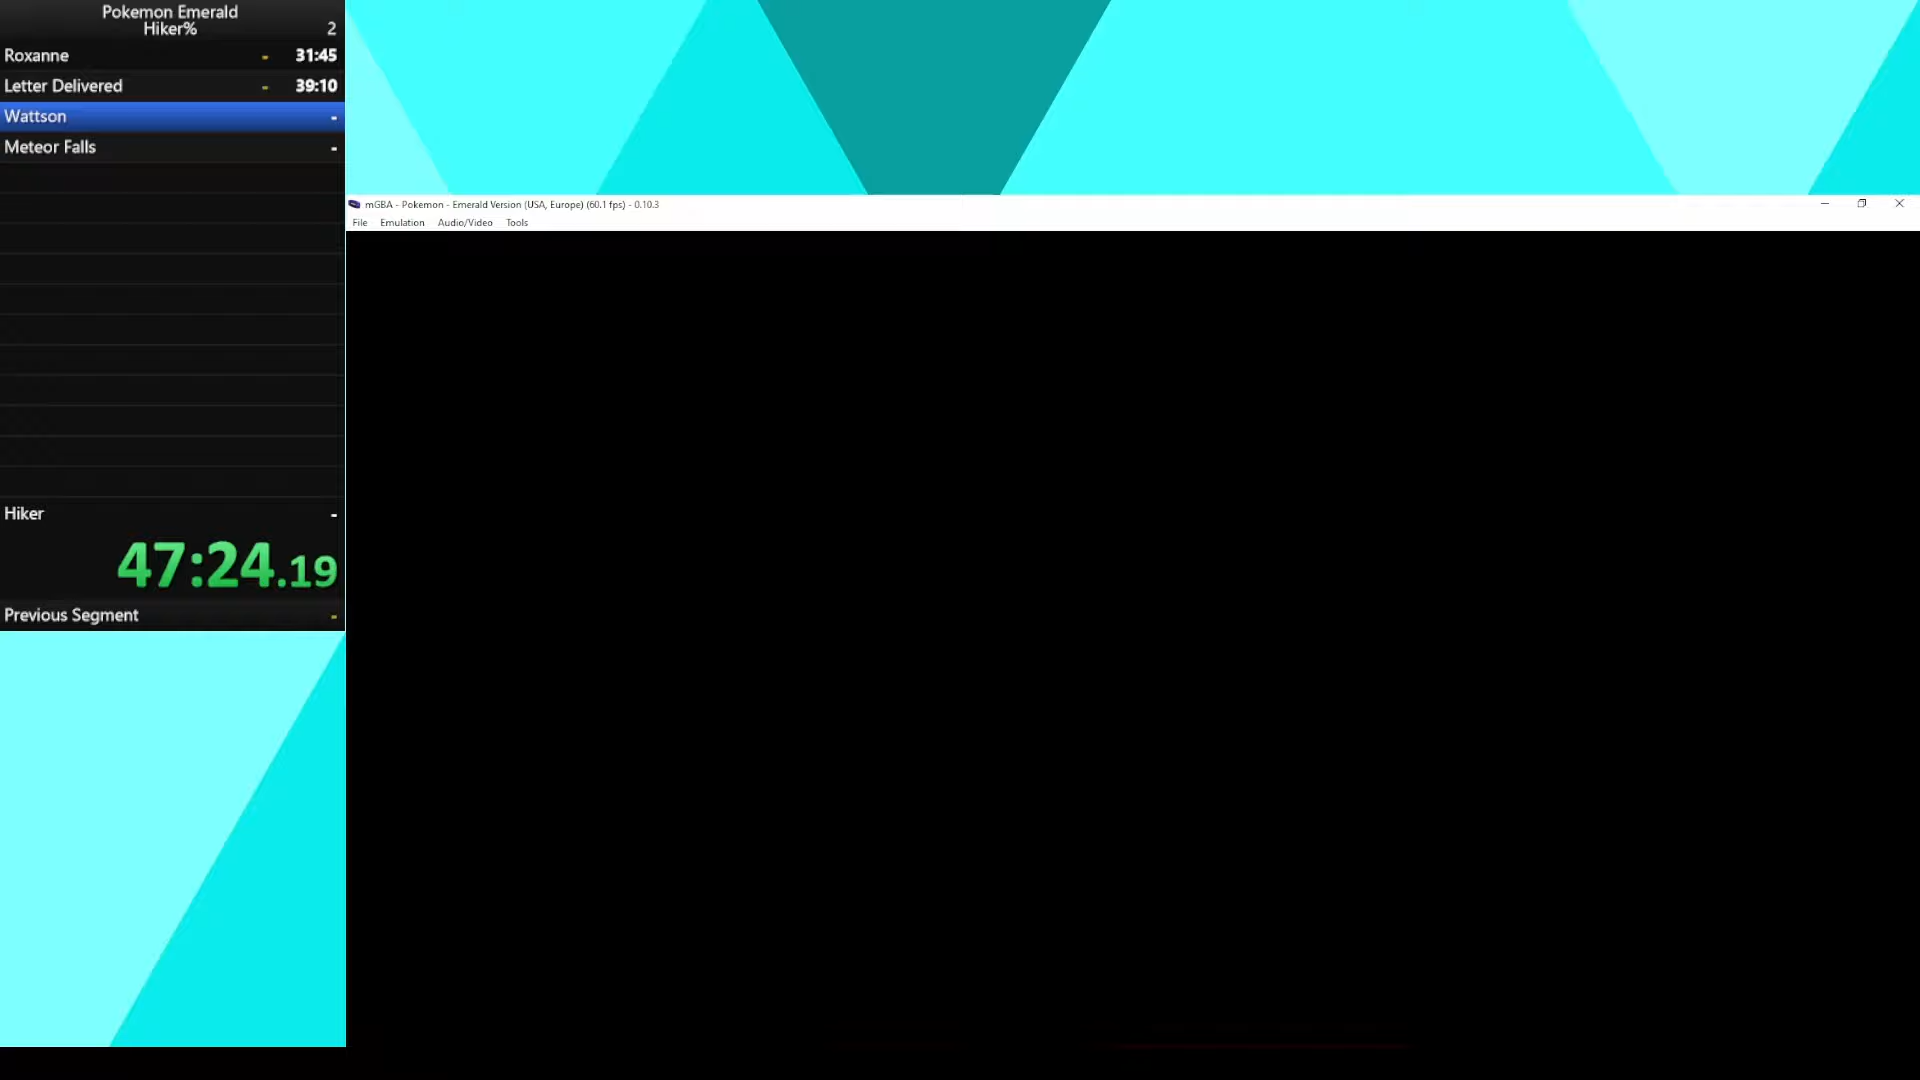 Pokemon Emerald
Hiker%
2
Roxanne - 31:45
Letter Delivered - 39:10
Wattson -
Meteor Falls -
Hiker -
47:24.19
Previous Segment -
mGBA - Pokemon - Emerald Version (USA, Europe) (60.1 fps) - 0.10.3
File Emulation Audio/Video Tools